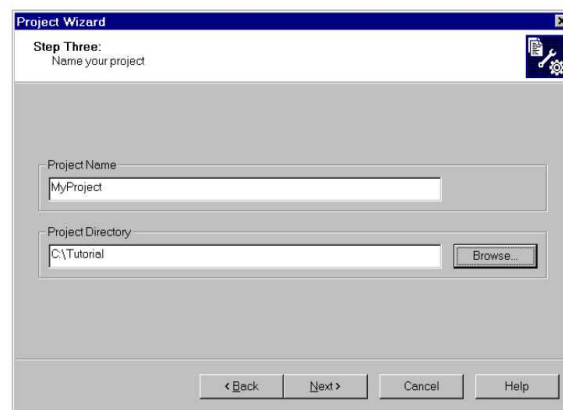 Project Wizard
Step Three:
Name your project
Project Name
MyProject
Project Directory
C:\Tutorial
Browse...
< Back
Next >
Cancel
Help